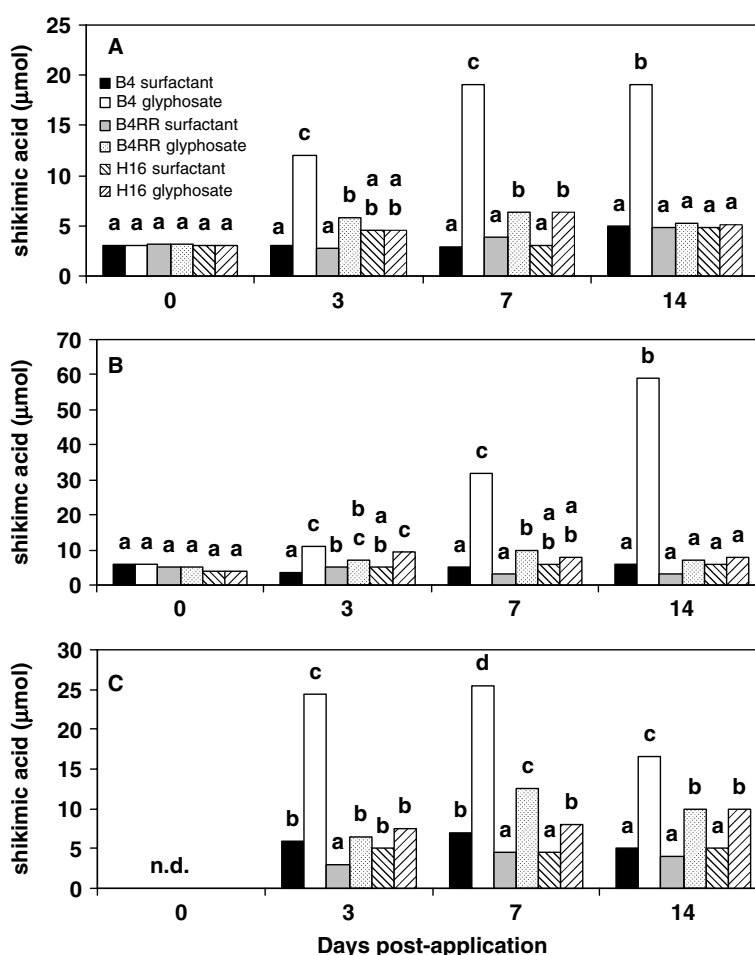 shikimic acid (µmol)
25
20
15
10
5
0
A
B4 surfactant
B4 glyphosate
B4RR surfactant
B4RR glyphosate
H16 surfactant
H16 glyphosate
a a a a a a
a c a b a b a b
a c a b a b
a b a a a a
0 3 7 14
shikimc acid (µmol)
70
60
50
40
30
20
10
0
B
a a a a a a
a c b b c a b c
a c a b a b a b
a b a a a a
0 3 7 14
shikimic acid (µmol)
30
25
20
15
10
5
0
C
n.d.
b c a b b b
b d a c a b
a c a b a b
0 3 7 14
Days post-application